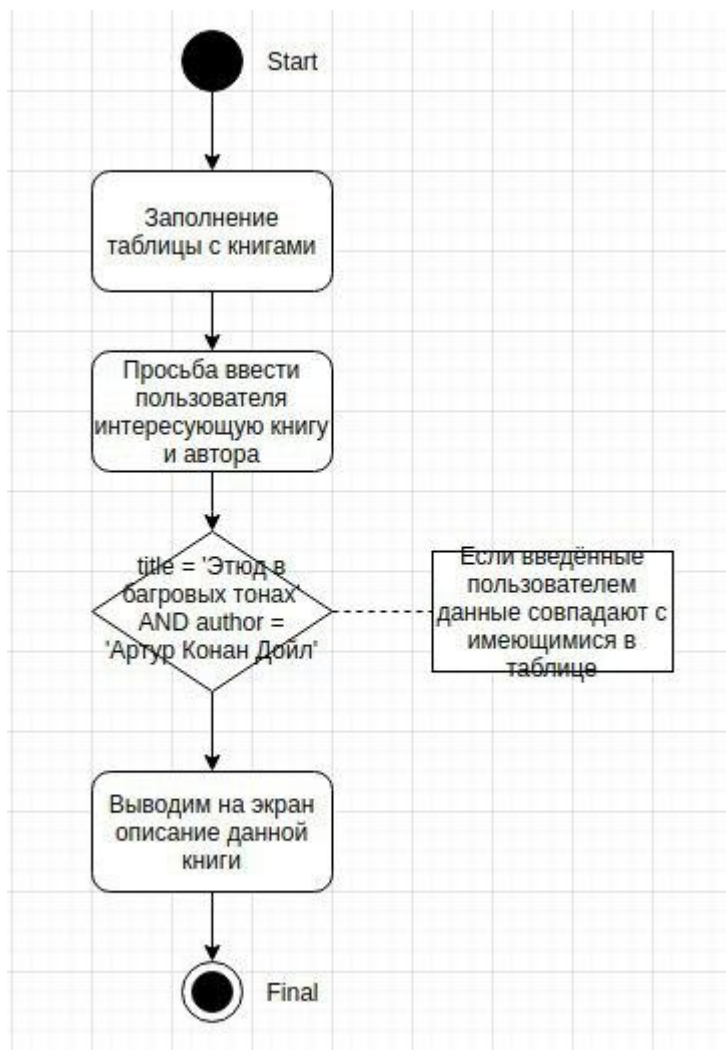 Start
Заполнение
таблицы с книгами
Просьба ввести
пользователя
интересующую книгу
и автора
title = 'Этюд в
багровых тонах'
AND author =
'Артур Конан Дойл'
Если введённые
пользователем
данные совпадают с
имеющимися в
таблице
Выводим на экран
описание данной
книги
Final